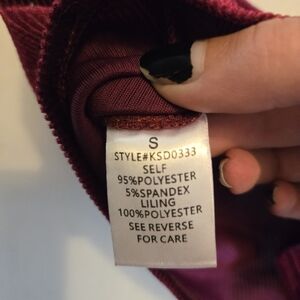 S
STYLE#KSD0333
SELF
95%POLYESTER
5%SPANDEX
LILING
100%POLYESTER
SEE REVERSE
FOR CARE